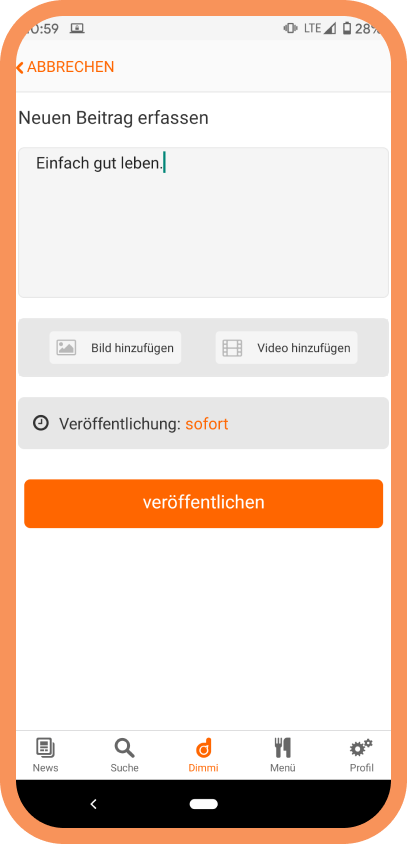 10:59 LTE 28%
ABBRECHEN
Neuen Beitrag erfassen
Einfach gut leben.
Bild hinzufügen Video hinzufügen
Veröffentlichung: sofort
veröffentlichen
News Suche Dimmi Menü Profil